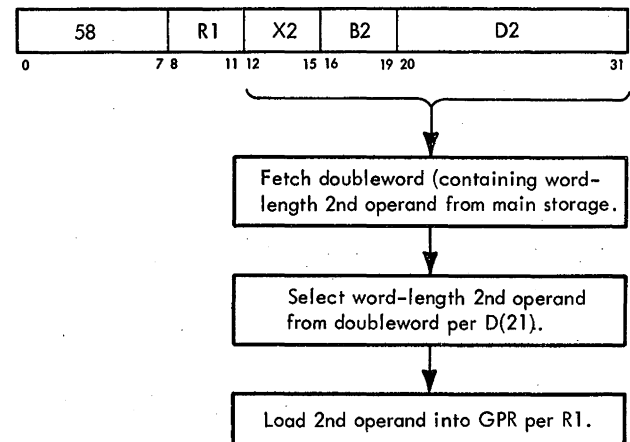 58 R1 X2 B2 D2
0 7 8 11 12 15 16 19 20 31
Fetch doubleword (containing word-
length 2nd operand from main storage.
Select word-length 2nd operand
from doubleword per D(21).
Load 2nd operand into GPR per R1.